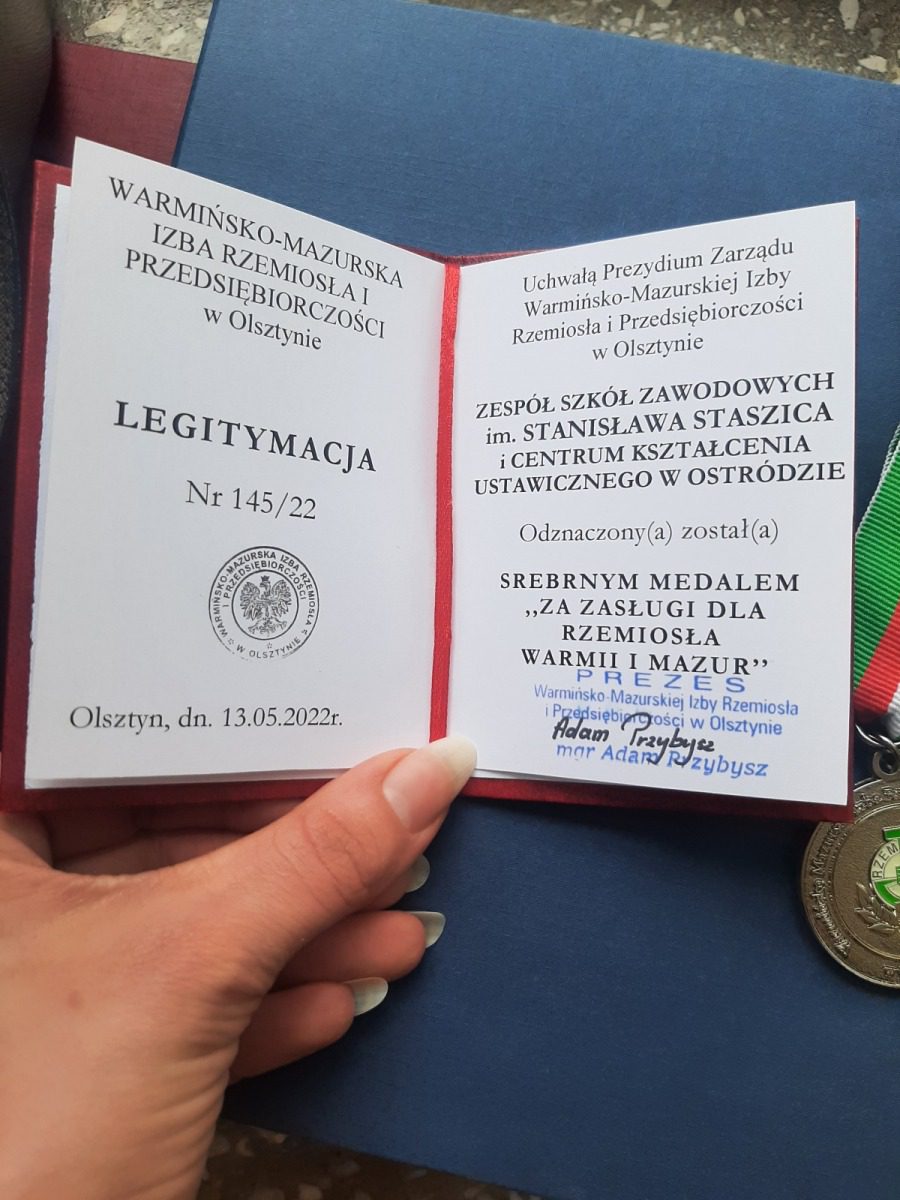 WARMIŃSKO-MAZURSKA
IZBA RZEMIOSŁA I
PRZEDSIĘBIORCZOŚCI
w Olsztynie
LEGITYMACJA
Nr 145/22
WARMIŃSKO-MAZURSKA IZBA RZEMIOSŁA
I PRZEDSIĘBIORCZOŚCI
W OLSZTYNIE
Olsztyn, dn. 13.05.2022r.
Uchwałą Prezydium Zarządu
Warmińsko-Mazurskiej Izby
Rzemiosła i Przedsiębiorczości
w Olsztynie
ZESPÓŁ SZKÓŁ ZAWODOWYCH
im. STANISŁAWA STASZICA
i CENTRUM KSZTAŁCENIA
USTAWICZNEGO W OSTRÓDZIE
Odznaczony(a) został(a)
SREBRNYM MEDALEM
,,ZA ZASŁUGI DLA
RZEMIOSŁA
WARMII I MAZUR”
PREZES
Warmińsko-Mazurskiej Izby Rzemiosła
i Przedsiębiorczości w Olsztynie
Adam Przybysz
mgr Adam Przybysz